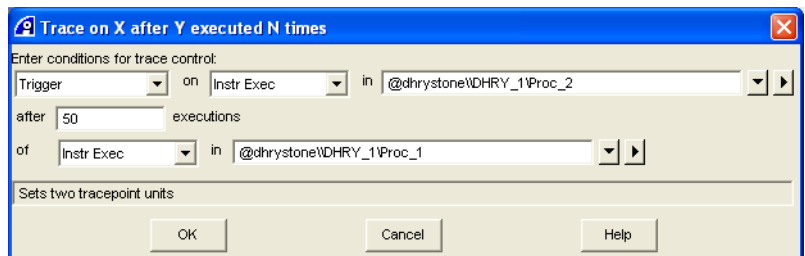 Trace on X after Y executed N times
Enter conditions for trace control:
Trigger on Instr Exec in @dhrystone\\DHRY_1\Proc_2
after 50 executions
of Instr Exec in @dhrystone\\DHRY_1\Proc_1
Sets two tracepoint units
OK Cancel Help